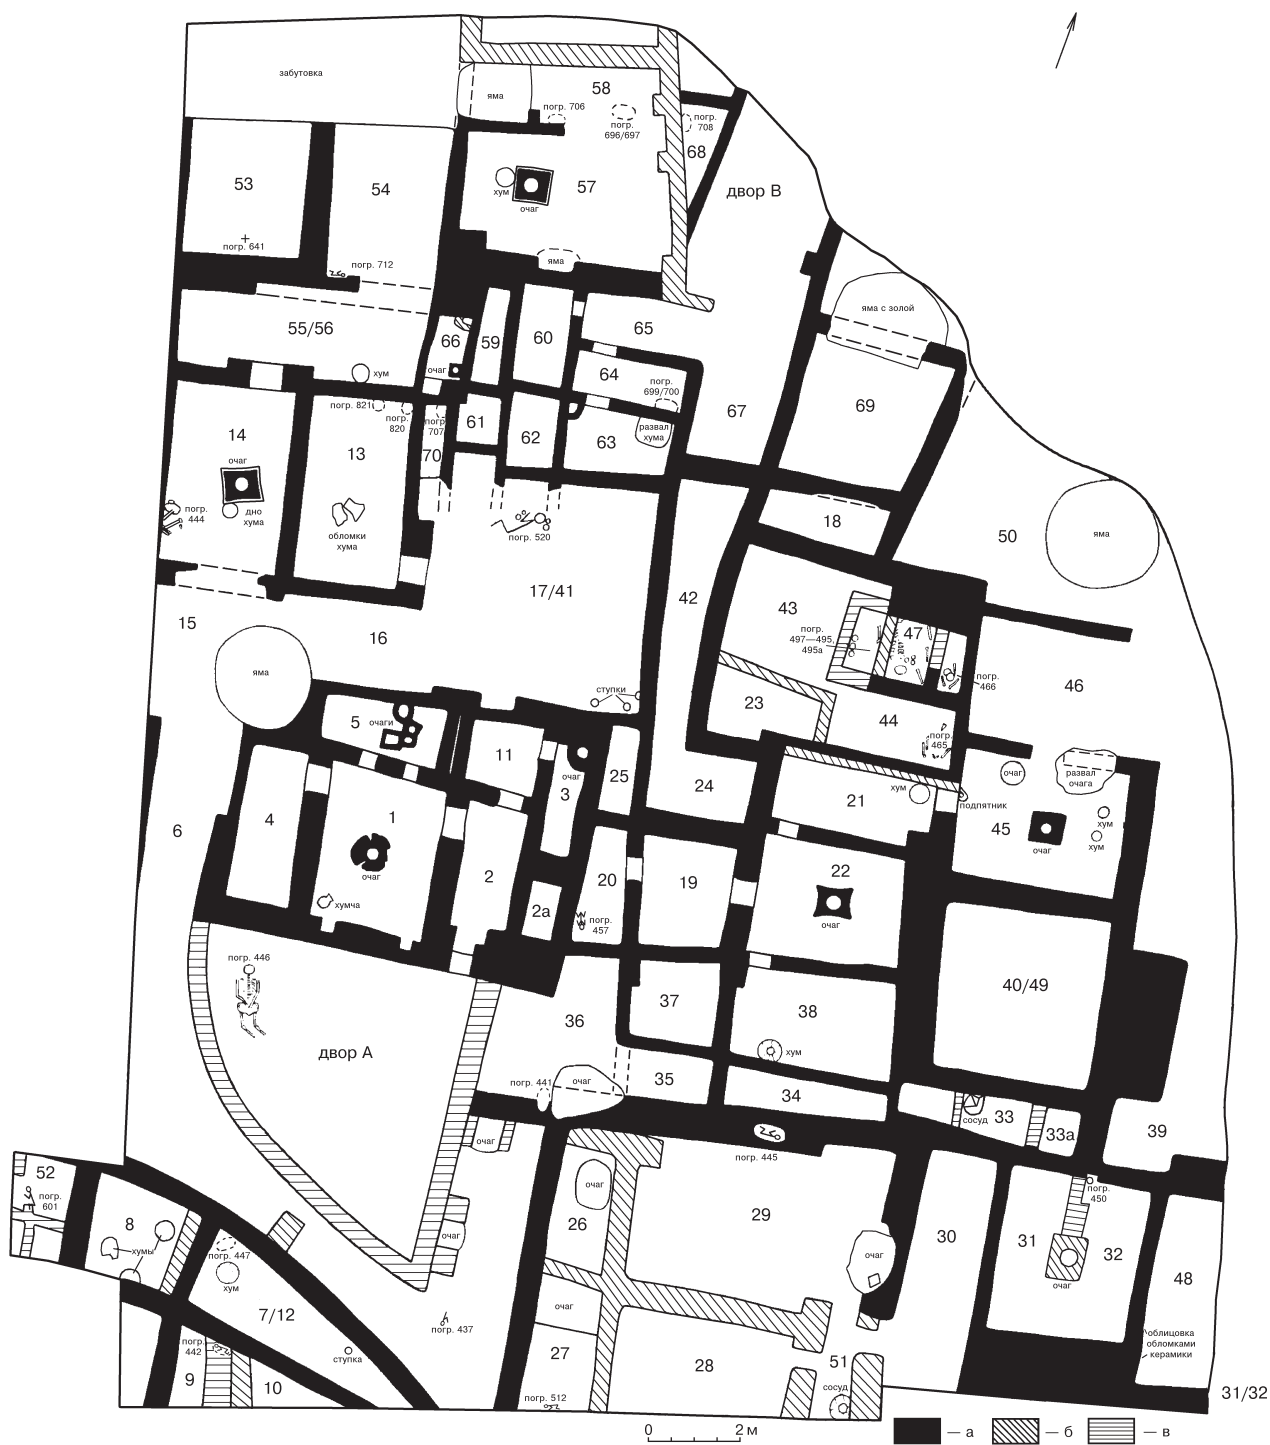 забутовка
яма
58
погр. 706
погр.
696/697
погр.
708
68
53
54
хум
очаг
57
двор В
погр. 641
погр. 712
яма
55/56
66
59
60
65
яма с золой
очаг
хум
64
погр.
699/700
67
69
погр. 821
погр.
820
погр.
707
61
62
63
развал
хума
14
очаг
13
70
погр.
444
дно
хума
обломки
хума
погр. 520
18
50
яма
17/41
42
43
15
16
погр.
497—495,
495а
47
погр.
466
46
яма
ступки
23
44
погр.
465
5
очаги
11
очаг
3
25
24
21
хум
подпятник
очаг
развал
очага
45
очаг
хум
хум
6
4
1
очаг
хумча
2
2а
20
погр.
457
19
22
очаг
погр. 446
40/49
37
38
хум
36
двор А
погр. 441
очаг
35
34
сосуд
33
33а
39
очаг
погр. 445
52
погр.
601
8
хумы
погр. 447
хум
7/12
очаг
очаг
26
29
очаг
30
31
погр.
450
32
очаг
48
погр. 437
очаг
облицовка
обломками
керамики
погр.
442
9
10
ступка
27
погр. 512
28
51
сосуд
31/32
0 2 м
— а — б — в